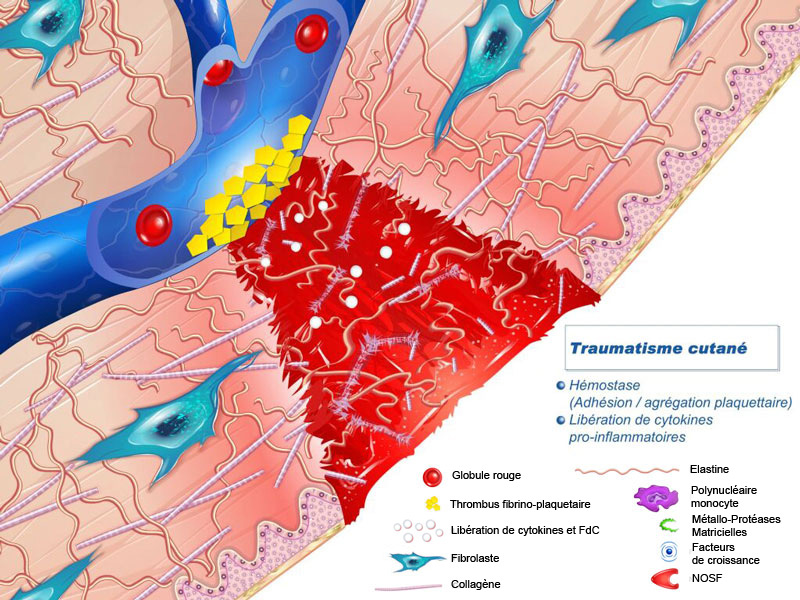 Traumatisme cutané
Hémostase
(Adhésion / agrégation plaquettaire)
Libération de cytokines
pro-inflammatoires
Globule rouge
Thrombus fibrino-plaquetaire
Libération de cytokines et FdC
Fibrolaste
Collagène
Elastine
Polynucléaire
monocyte
Métallo-Protéases
Matricielles
Facteurs
de croissance
NOSF